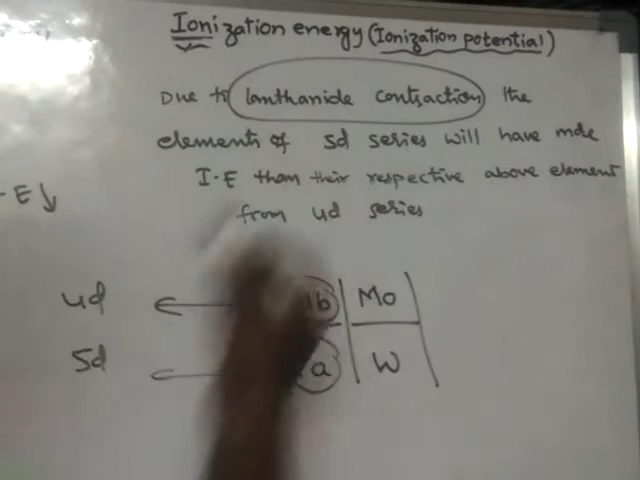 Ionization energy (Ionization potential)
Due to lanthanide contraction the
elements of 5d series will have more
I.E than their respective above element
E↓
from 4d series
4d ← b Mo
5d ← a W